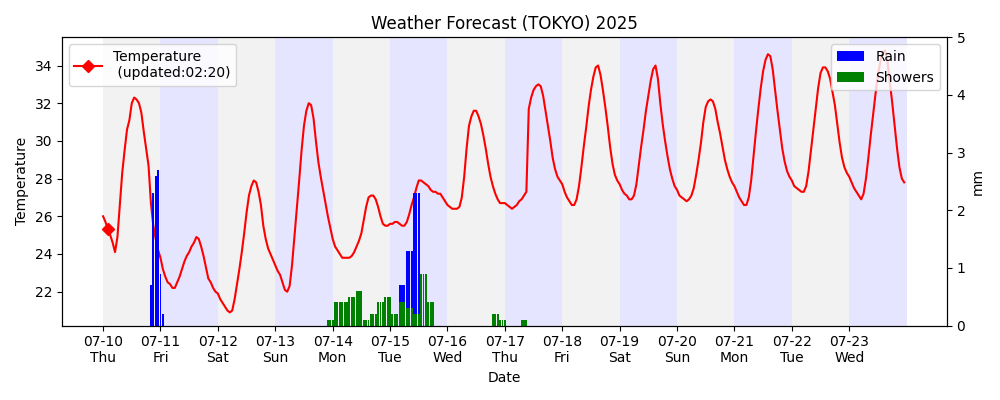 Weather Forecast (TOKYO) 2025
Temperature
(updated:02:20)
Rain
Showers
Temperature
34
32
30
28
26
24
22
5
4
3
2
1
0
mm
07-10 07-11 07-12 07-13 07-14 07-15 07-16 07-17 07-18 07-19 07-20 07-21 07-22 07-23
Thu Fri Sat Sun Mon Tue Wed Thu Fri Sat Sun Mon Tue Wed
Date